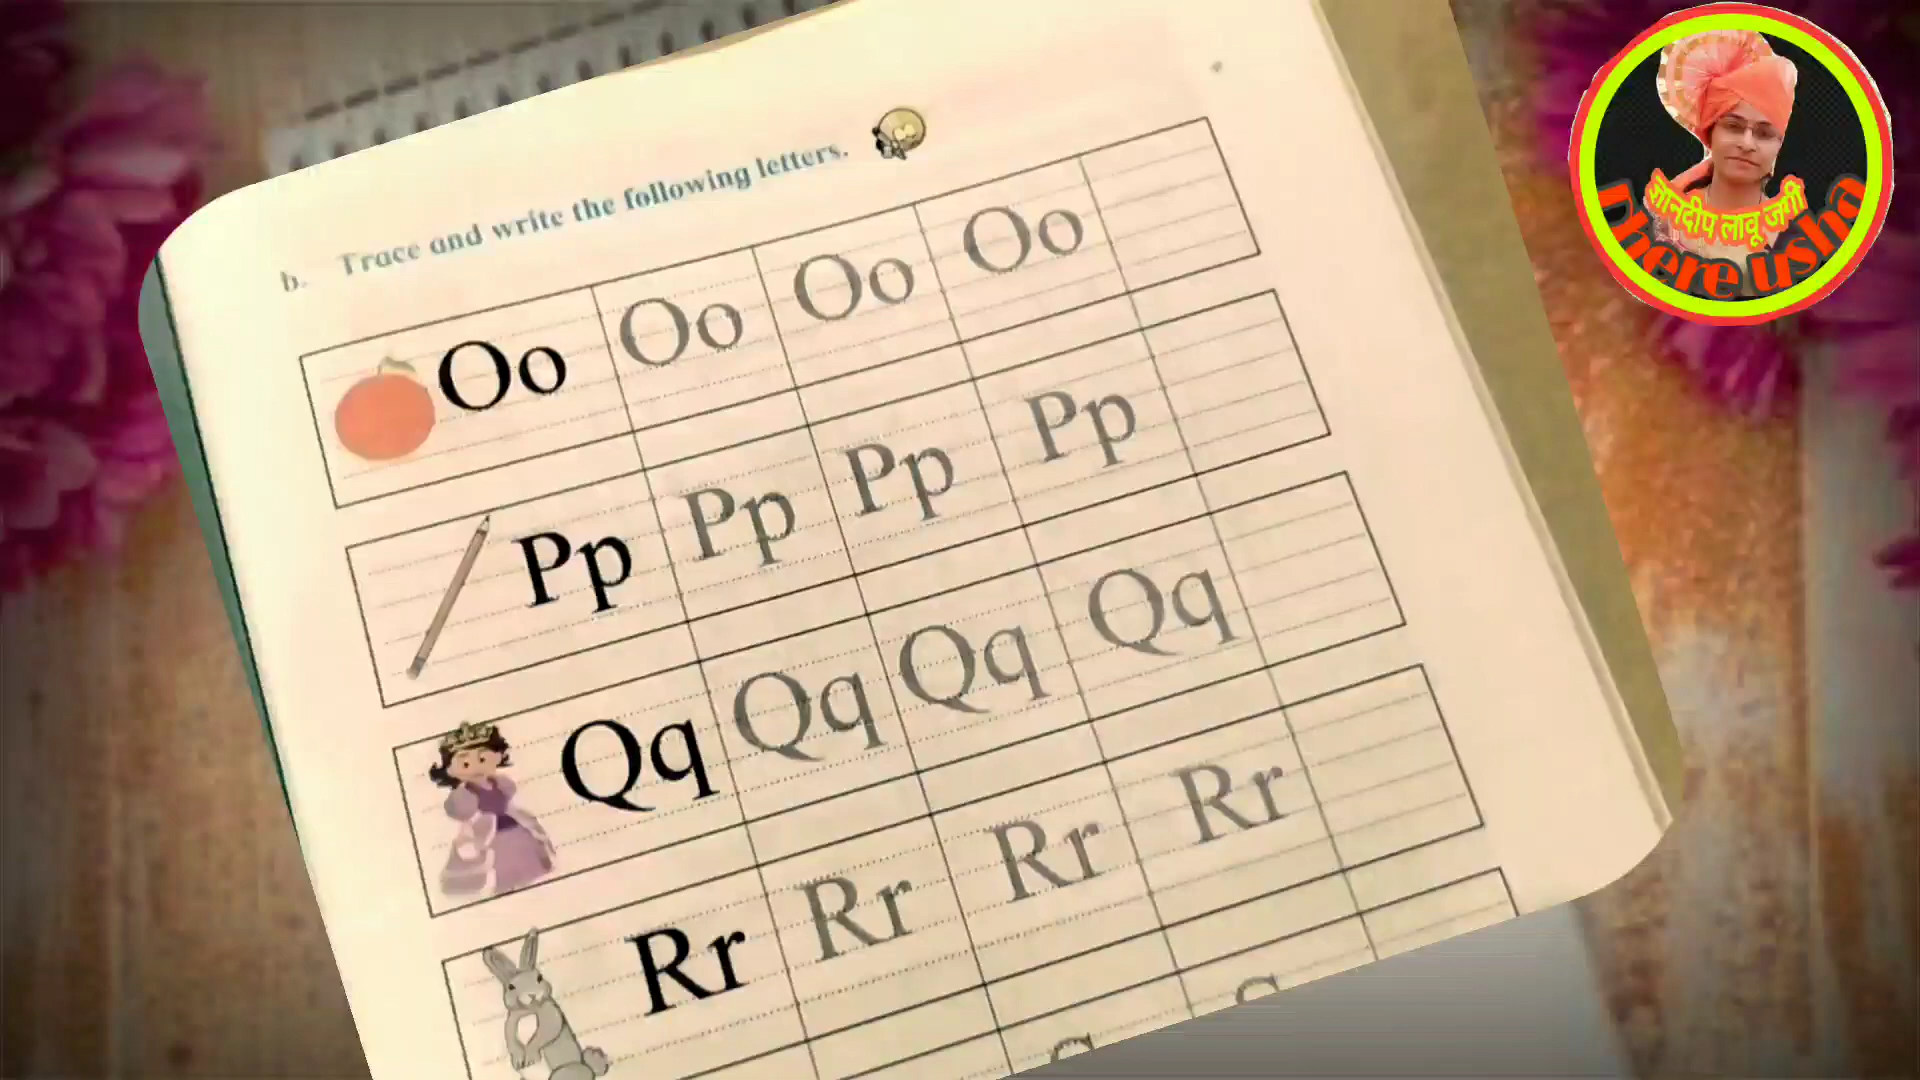 b. Trace and write the following letters.
Oo Oo Oo Oo
Pp Pp Pp Pp
Qq Qq Qq Qq
Rr Rr Rr Rr
ज्ञानदीप लावू जगी
Dhere usha